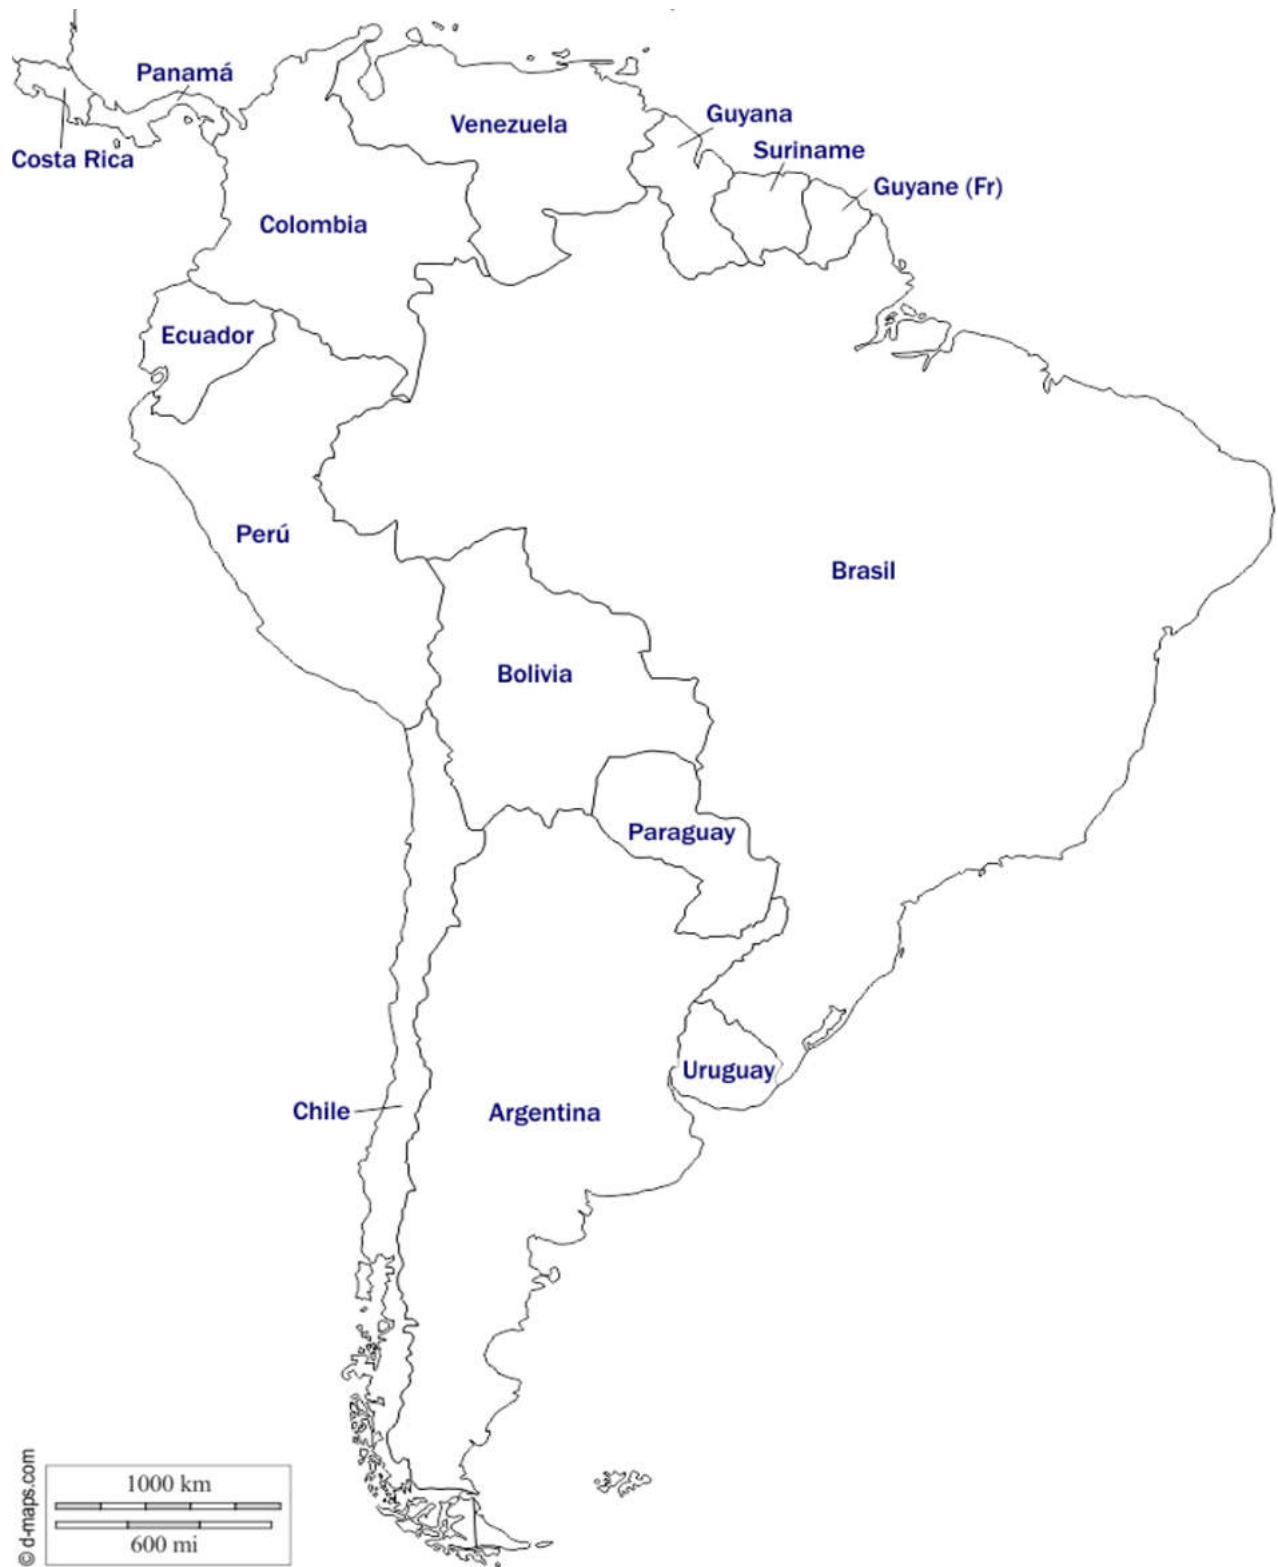 Panamá
Costa Rica
Venezuela
Guyana
Suriname
Guyane (Fr)
Colombia
Ecuador
Perú
Brasil
Bolivia
Paraguay
Uruguay
Chile
Argentina
© d-maps.com
1000 km
600 mi